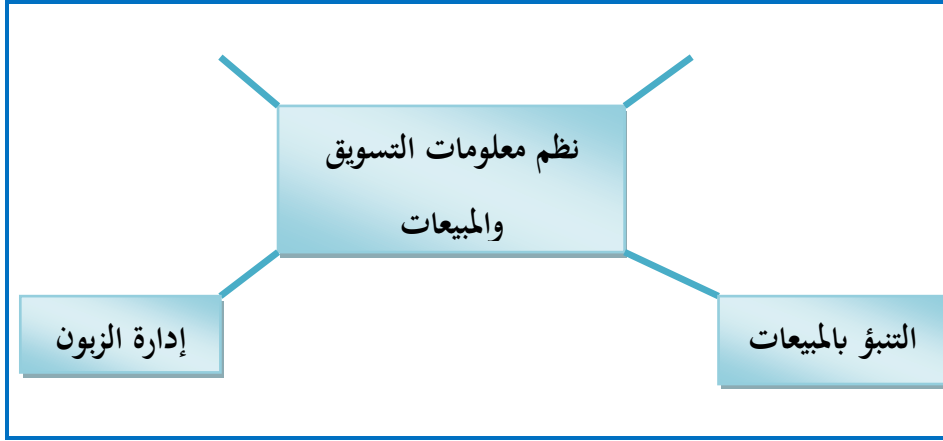 نظم معلومات التسويق
والمبيعات
التنبؤ بالمبيعات
إدارة الزبون